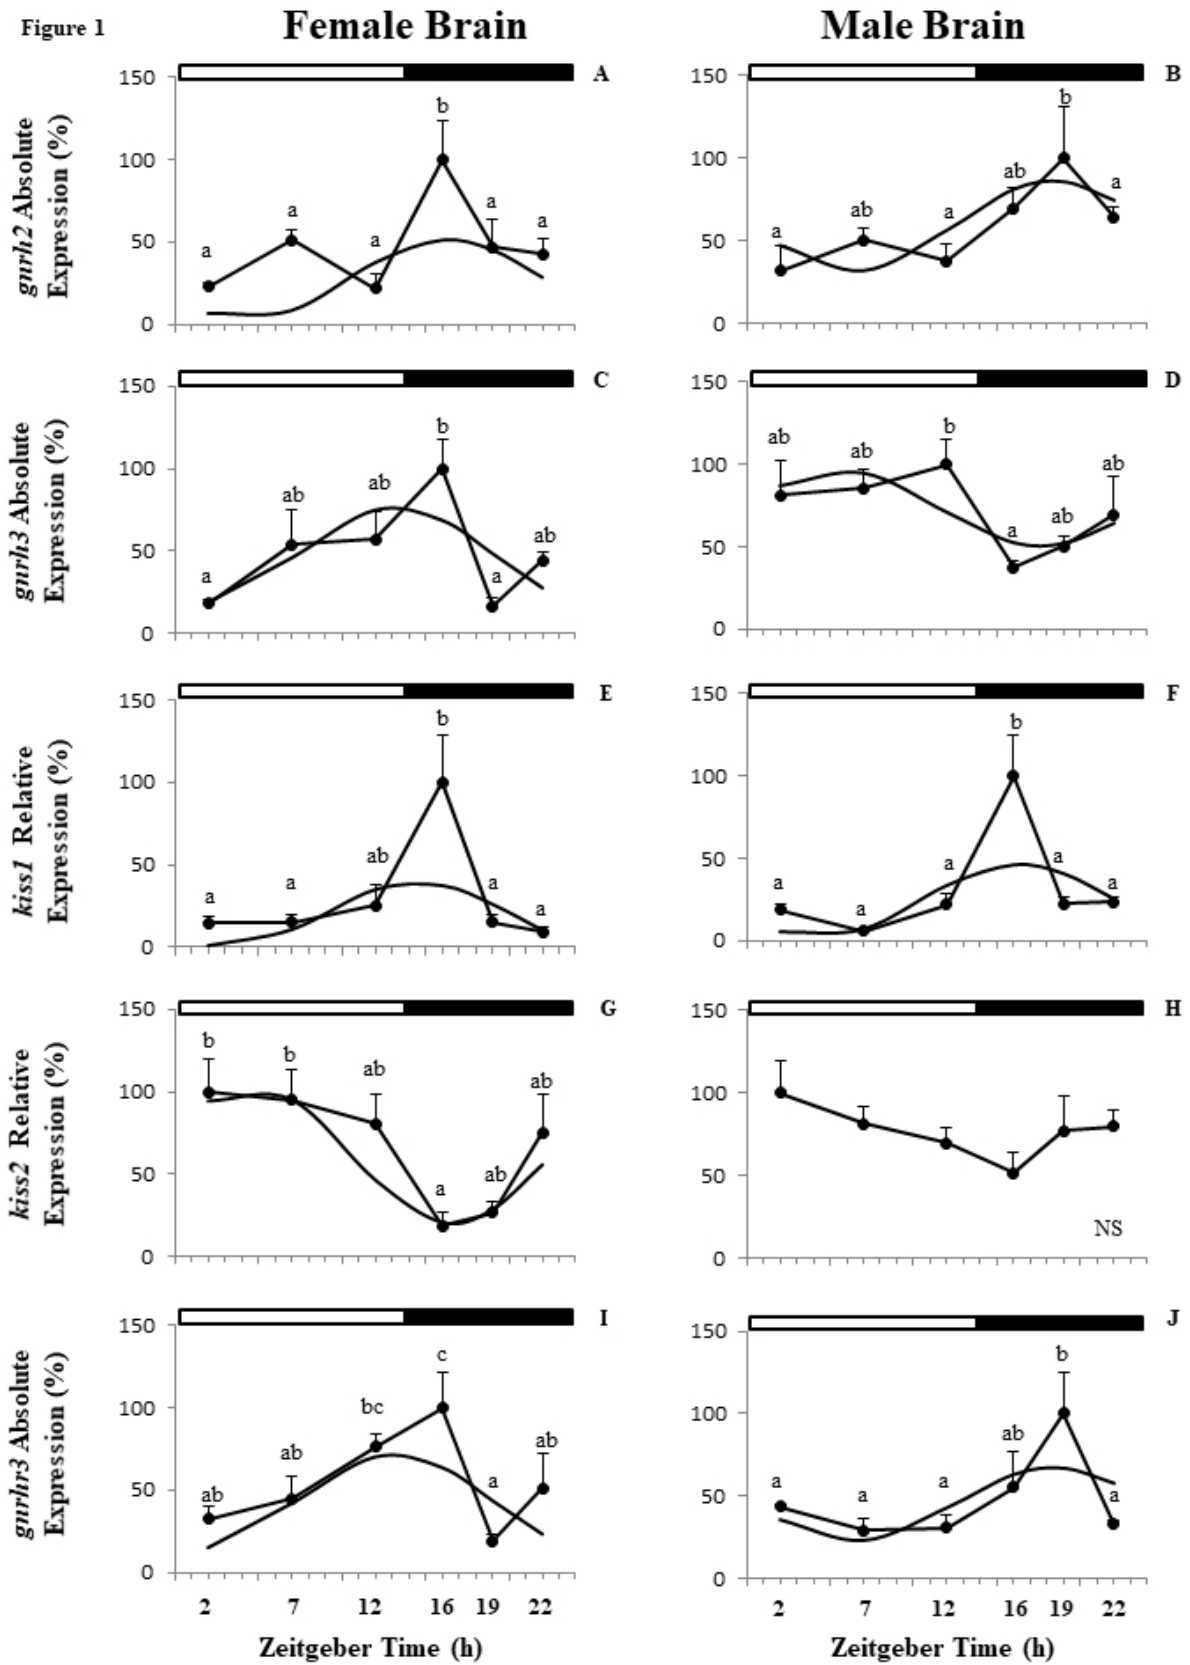 Figure 1
Female Brain
Male Brain
gnrh2 Absolute
Expression (%)
150
100
50
0
A
a
a
a
b
a
a
150
100
50
0
B
a
ab
a
ab
b
a
gnrh3 Absolute
Expression (%)
150
100
50
0
C
a
ab
ab
b
a
ab
150
100
50
0
D
ab
ab
b
a
ab
ab
kiss1 Relative
Expression (%)
150
100
50
0
E
a
a
ab
b
a
a
150
100
50
0
F
a
a
a
b
a
a
kiss2 Relative
Expression (%)
150
100
50
0
G
b
b
ab
a
ab
ab
150
100
50
0
H
NS
gnrhr3 Absolute
Expression (%)
150
100
50
0
I
ab
ab
bc
c
a
ab
2 7 12 16 19 22
Zeitgeber Time (h)
150
100
50
0
J
a
a
a
ab
b
a
2 7 12 16 19 22
Zeitgeber Time (h)